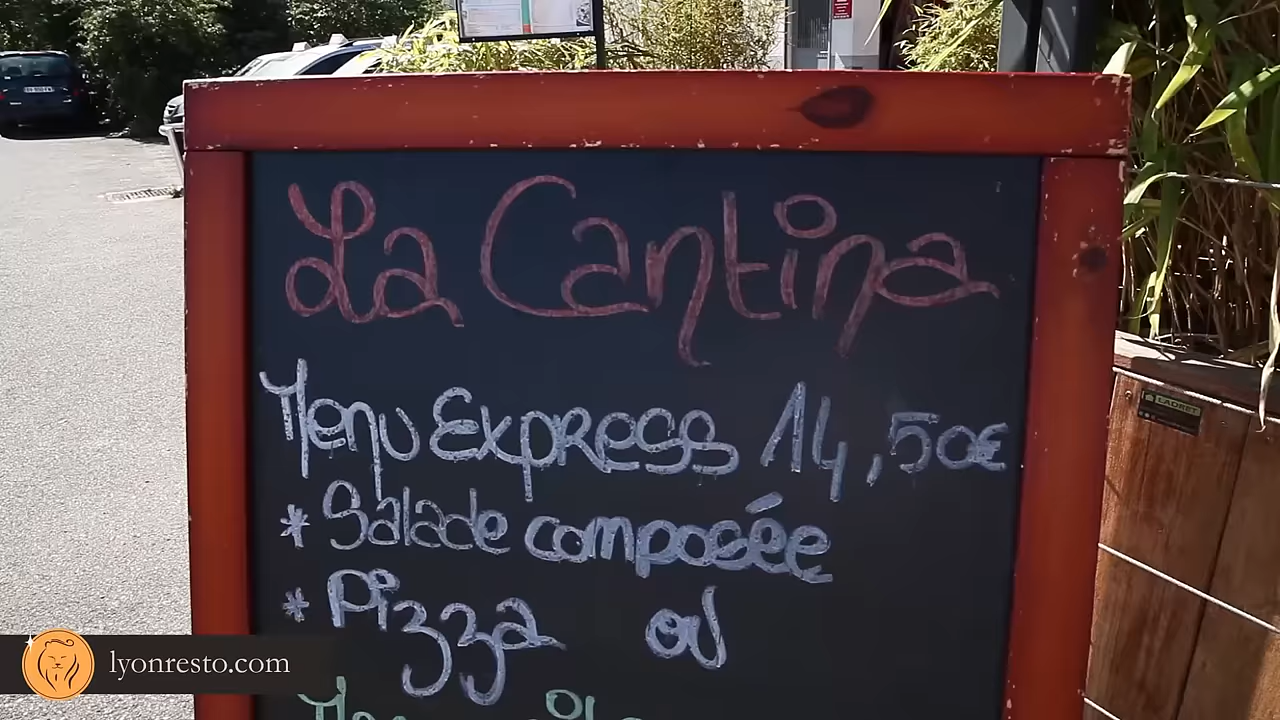 La Cantina
Menu Express 14,50€
* Salade composée
* Pizza ou
lyonresto.com